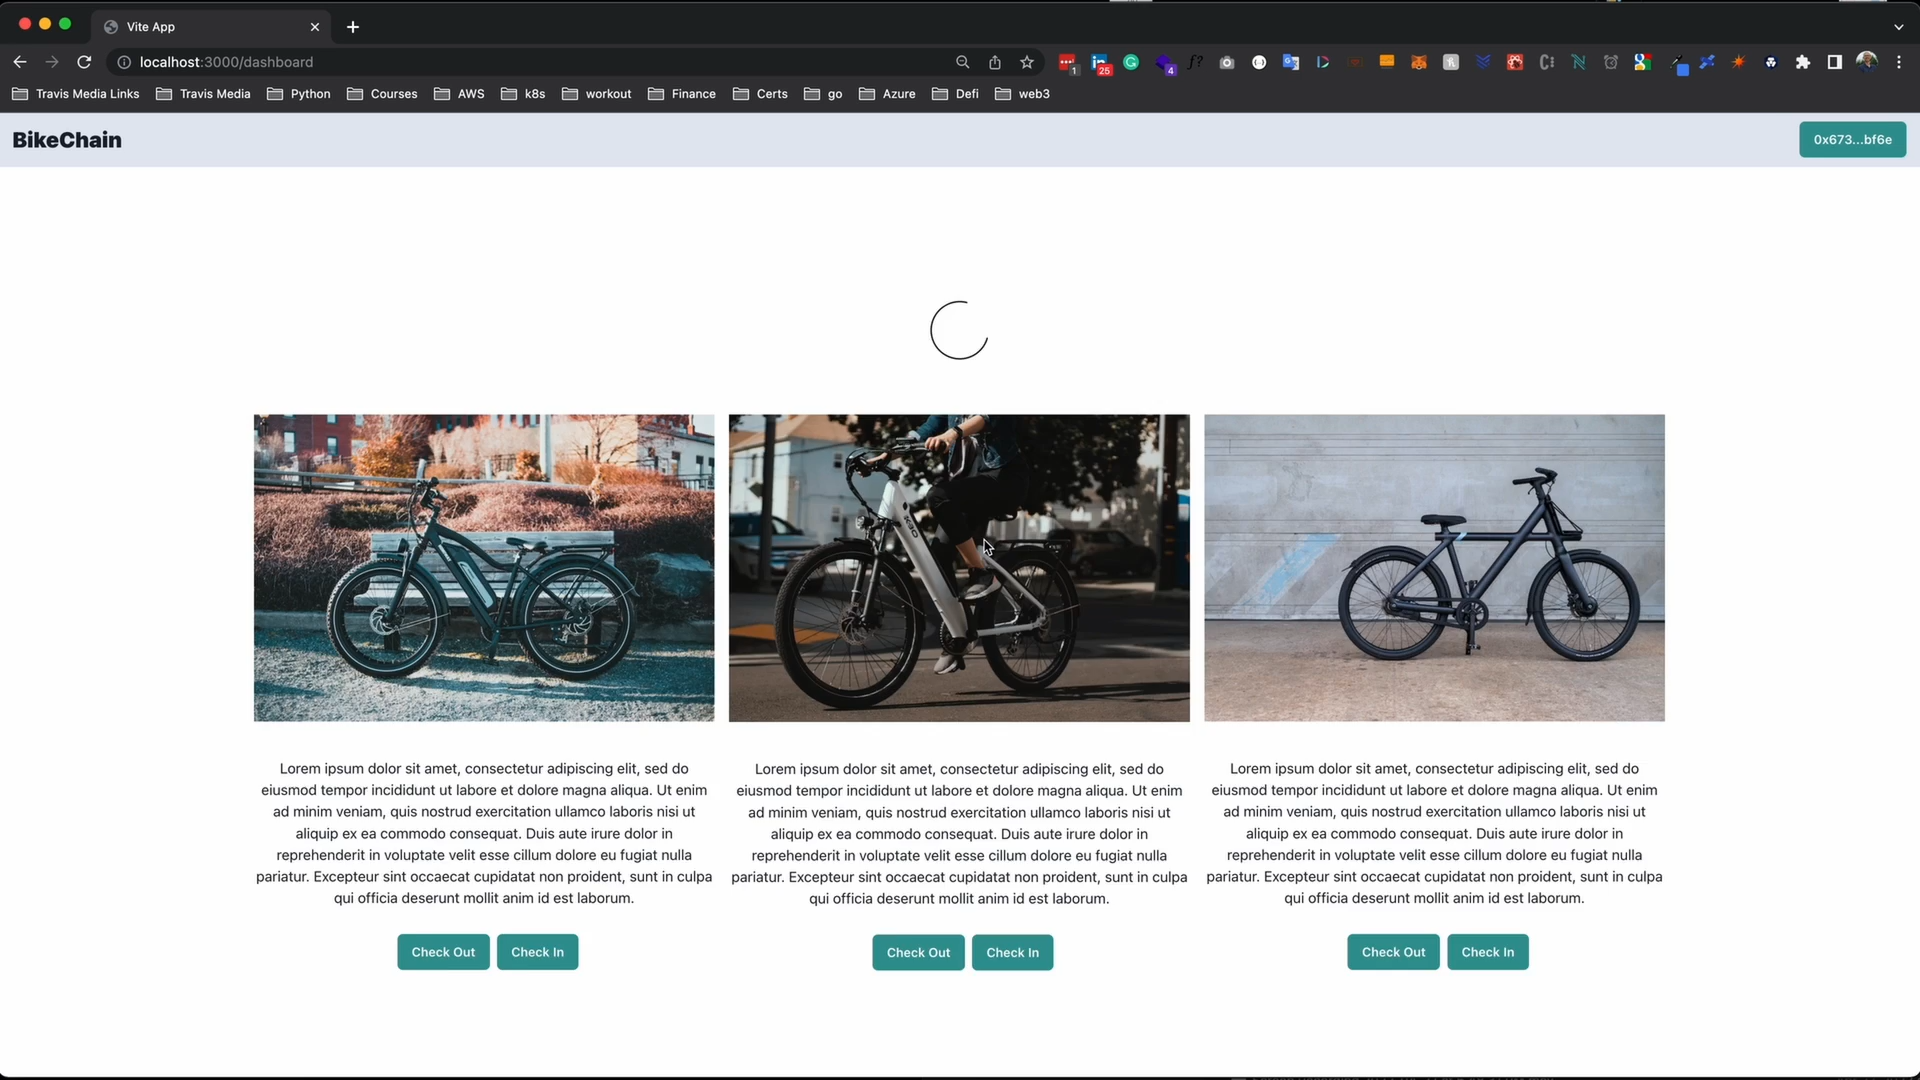 Vite App
localhost:3000/dashboard
1
25
4
Travis Media Links
Travis Media
Python
Courses
AWS
k8s
workout
Finance
Certs
go
Azure
Defi
web3
BikeChain
0x673...bf6e
Lorem ipsum dolor sit amet, consectetur adipiscing elit, sed do
eiusmod tempor incididunt ut labore et dolore magna aliqua. Ut enim
ad minim veniam, quis nostrud exercitation ullamco laboris nisi ut
aliquip ex ea commodo consequat. Duis aute irure dolor in
reprehenderit in voluptate velit esse cillum dolore eu fugiat nulla
pariatur. Excepteur sint occaecat cupidatat non proident, sunt in culpa
qui officia deserunt mollit anim id est laborum.
Check Out
Check In
Lorem ipsum dolor sit amet, consectetur adipiscing elit, sed do
eiusmod tempor incididunt ut labore et dolore magna aliqua. Ut enim
ad minim veniam, quis nostrud exercitation ullamco laboris nisi ut
aliquip ex ea commodo consequat. Duis aute irure dolor in
reprehenderit in voluptate velit esse cillum dolore eu fugiat nulla
pariatur. Excepteur sint occaecat cupidatat non proident, sunt in culpa
qui officia deserunt mollit anim id est laborum.
Check Out
Check In
Lorem ipsum dolor sit amet, consectetur adipiscing elit, sed do
eiusmod tempor incididunt ut labore et dolore magna aliqua. Ut enim
ad minim veniam, quis nostrud exercitation ullamco laboris nisi ut
aliquip ex ea commodo consequat. Duis aute irure dolor in
reprehenderit in voluptate velit esse cillum dolore eu fugiat nulla
pariatur. Excepteur sint occaecat cupidatat non proident, sunt in culpa
qui officia deserunt mollit anim id est laborum.
Check Out
Check In